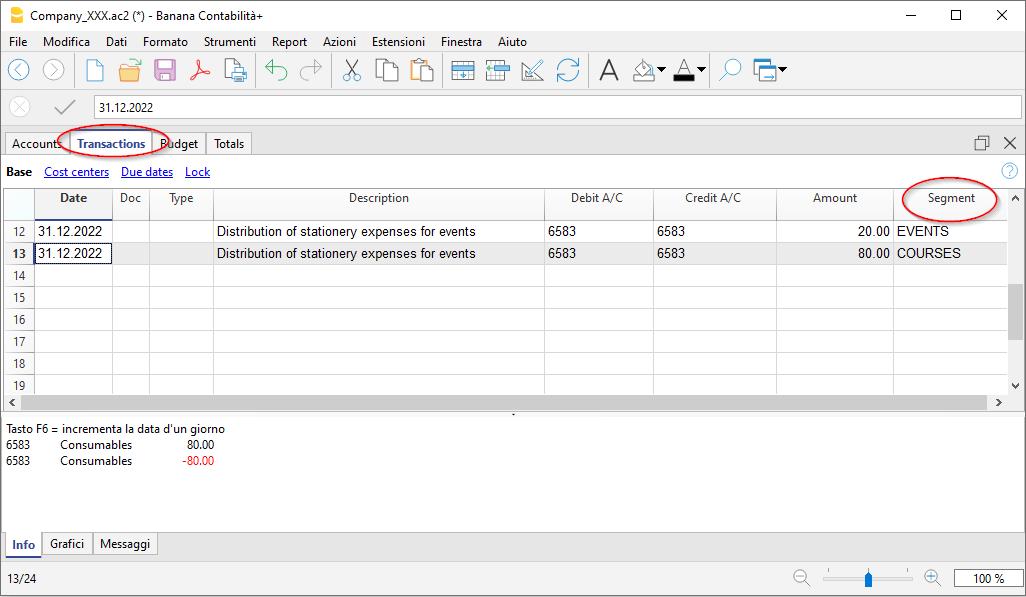 Company_XXX.ac2 (*) - Banana Contabilità+
File Modifica Dati Formato Strumenti Report Azioni Estensioni Finestra Aiuto
31.12.2022
Accounts Transactions Budget Totals
Base Cost centers Due dates Lock
Date Doc Type Description Debit A/C Credit A/C Amount Segment
12 31.12.2022 Distribution of stationery expenses for events 6583 6583 20.00 EVENTS
13 31.12.2022 Distribution of stationery expenses for events 6583 6583 80.00 COURSES
14
15
16
17
18
19
Tasto F6 = incrementa la data d'un giorno
6583 Consumables 80.00
6583 Consumables -80.00
Info Grafici Messaggi
13/24 100 %